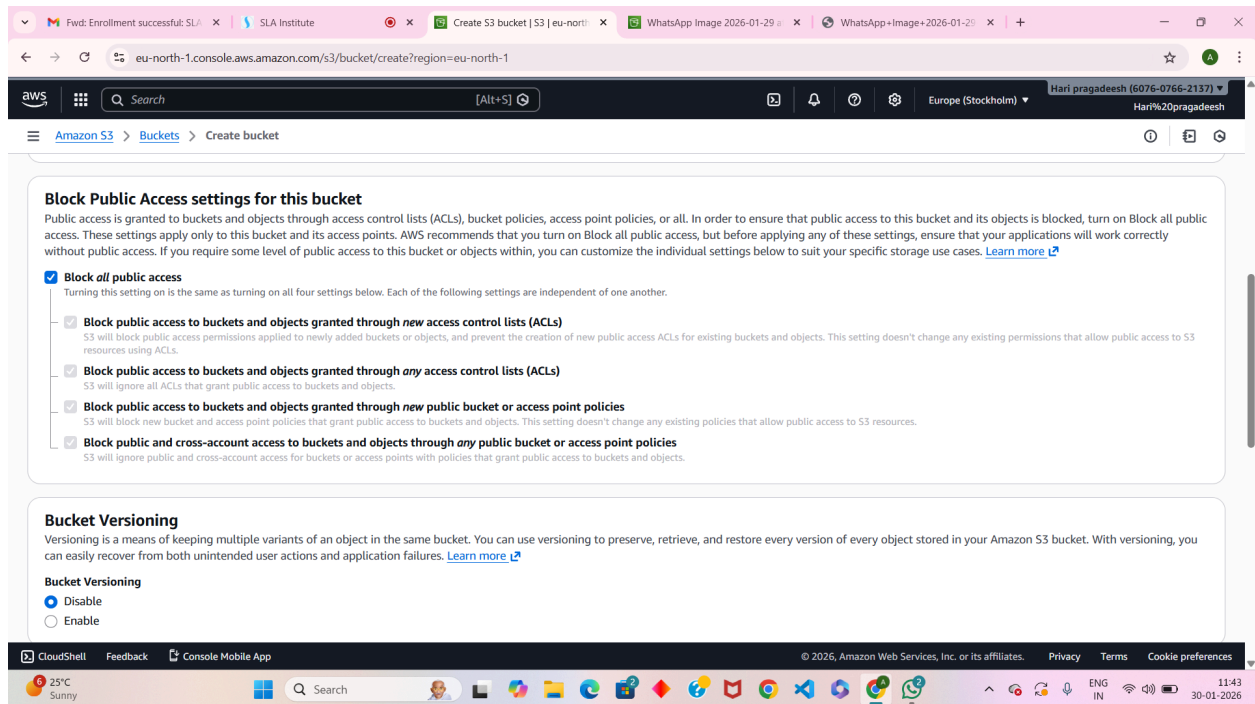 Fwd: Enrollment successful: SLA
SLA Institute
Create S3 bucket | S3 | eu-north
WhatsApp Image 2026-01-29 a
WhatsApp+Image+2026-01-29
eu-north-1.console.aws.amazon.com/s3/bucket/create?region=eu-north-1
A
aws
Search
[Alt+S]
Europe (Stockholm) ▼
Hari pragadeesh (6076-0766-2137) ▼
Hari%20pragadeesh
Amazon S3 > Buckets > Create bucket
Block Public Access settings for this bucket
Public access is granted to buckets and objects through access control lists (ACLs), bucket policies, access point policies, or all. In order to ensure that public access to this bucket and its objects is blocked, turn on Block all public
access. These settings apply only to this bucket and its access points. AWS recommends that you turn on Block all public access, but before applying any of these settings, ensure that your applications will work correctly
without public access. If you require some level of public access to this bucket or objects within, you can customize the individual settings below to suit your specific storage use cases. Learn more
Block all public access
Turning this setting on is the same as turning on all four settings below. Each of the following settings are independent of one another.
Block public access to buckets and objects granted through new access control lists (ACLs)
S3 will block public access permissions applied to newly added buckets or objects, and prevent the creation of new public access ACLs for existing buckets and objects. This setting doesn't change any existing permissions that allow public access to S3
resources using ACLs.
Block public access to buckets and objects granted through any access control lists (ACLs)
S3 will ignore all ACLs that grant public access to buckets and objects.
Block public access to buckets and objects granted through new public bucket or access point policies
S3 will block new bucket and access point policies that grant public access to buckets and objects. This setting doesn't change any existing policies that allow public access to S3 resources.
Block public and cross-account access to buckets and objects through any public bucket or access point policies
S3 will ignore public and cross-account access for buckets or access points with policies that grant public access to buckets and objects.
Bucket Versioning
Versioning is a means of keeping multiple variants of an object in the same bucket. You can use versioning to preserve, retrieve, and restore every version of every object stored in your Amazon S3 bucket. With versioning, you
can easily recover from both unintended user actions and application failures. Learn more
Bucket Versioning
Disable
Enable
CloudShell Feedback Console Mobile App
© 2026, Amazon Web Services, Inc. or its affiliates. Privacy Terms Cookie preferences
6
25°C
Sunny
Search
2
A
2
ENG
IN
11:43
30-01-2026